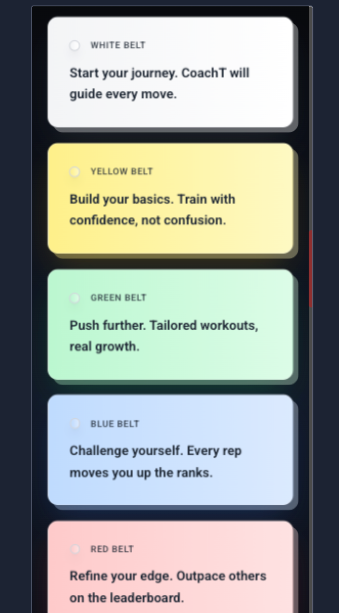 WHITE BELT
Start your journey. CoachT will
guide every move.
YELLOW BELT
Build your basics. Train with
confidence, not confusion.
GREEN BELT
Push further. Tailored workouts,
real growth.
BLUE BELT
Challenge yourself. Every rep
moves you up the ranks.
RED BELT
Refine your edge. Outpace others
on the leaderboard.